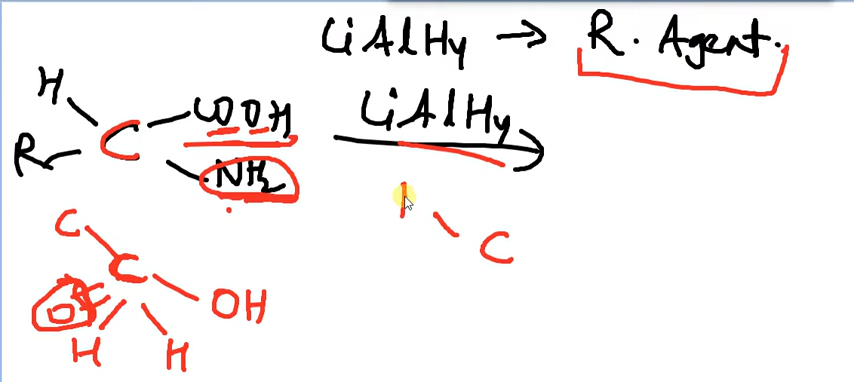 LiAlH4 → R. Agent.
H
C COOH LiAlH4
R NH2
C
C
O OH
H H
C